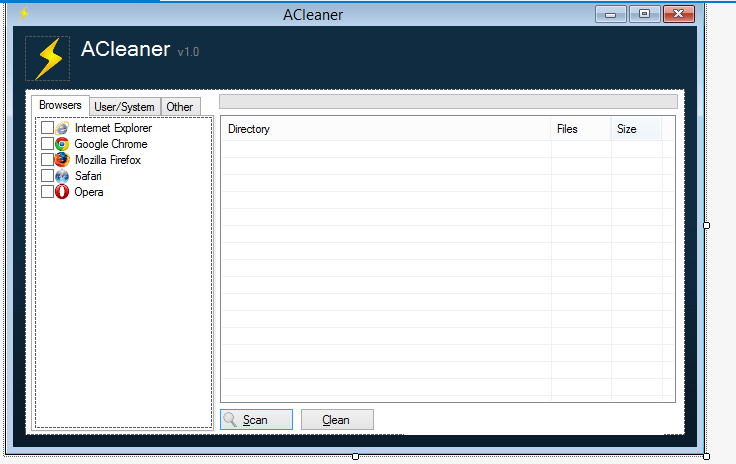 ACleaner
ACleaner v1.0
Browsers User/System Other
Internet Explorer
Google Chrome
Mozilla Firefox
Safari
Opera
Directory Files Size
Scan Clean